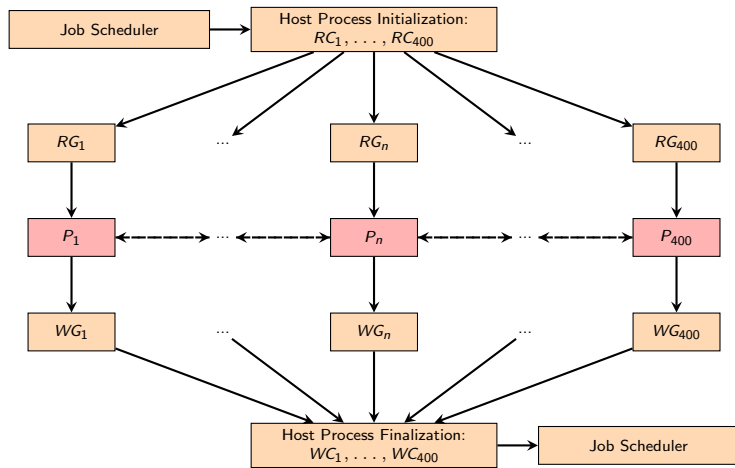 Job Scheduler
Host Process Initialization:
RC₁, . . . , RC₄₀₀
RG₁
...
RGₙ
...
RG₄₀₀
P₁
...
Pₙ
...
P₄₀₀
WG₁
...
WGₙ
...
WG₄₀₀
Host Process Finalization:
WC₁, . . . , WC₄₀₀
Job Scheduler